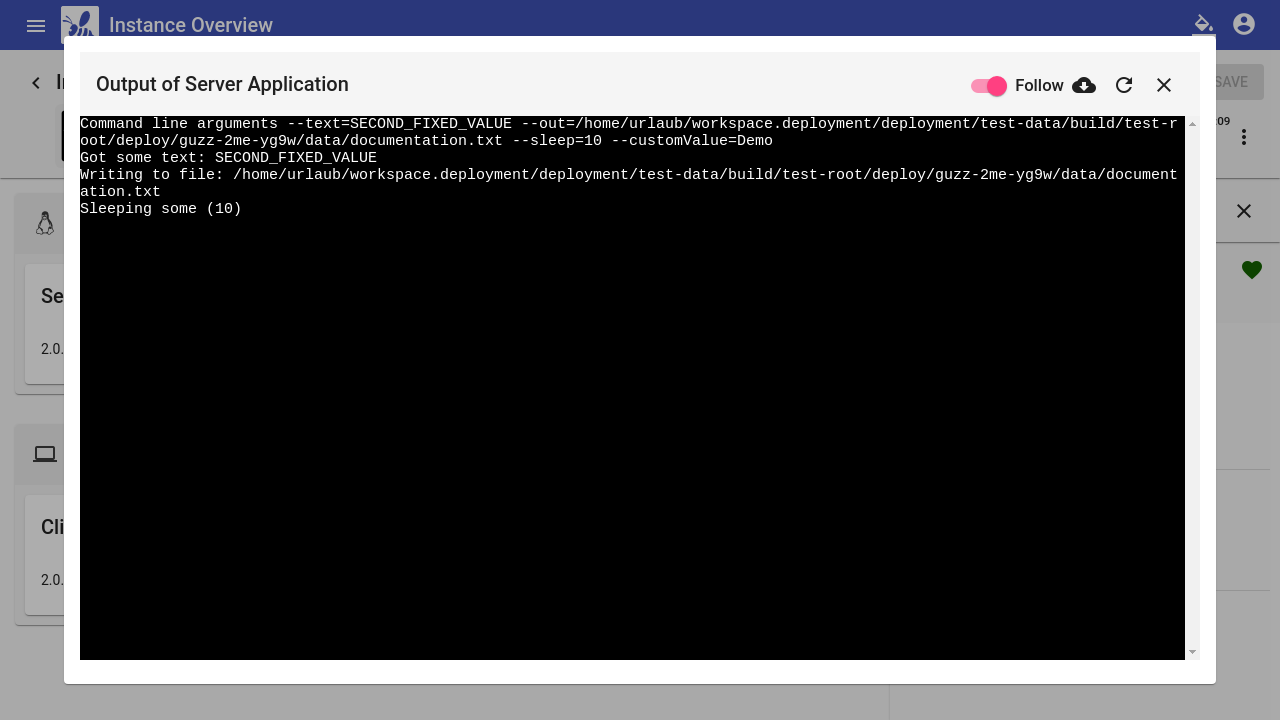 Instance Overview
SAVE
Output of Server Application
Follow
:09
Command line arguments --text=SECOND_FIXED_VALUE --out=/home/urlaub/workspace.deployment/deployment/test-data/build/test-r
oot/deploy/guzz-2me-yg9w/data/documentation.txt --sleep=10 --customValue=Demo
Got some text: SECOND_FIXED_VALUE
Writing to file: /home/urlaub/workspace.deployment/deployment/test-data/build/test-root/deploy/guzz-2me-yg9w/data/document
ation.txt
Sleeping some (10)
Se
2.0.
Cli
2.0.